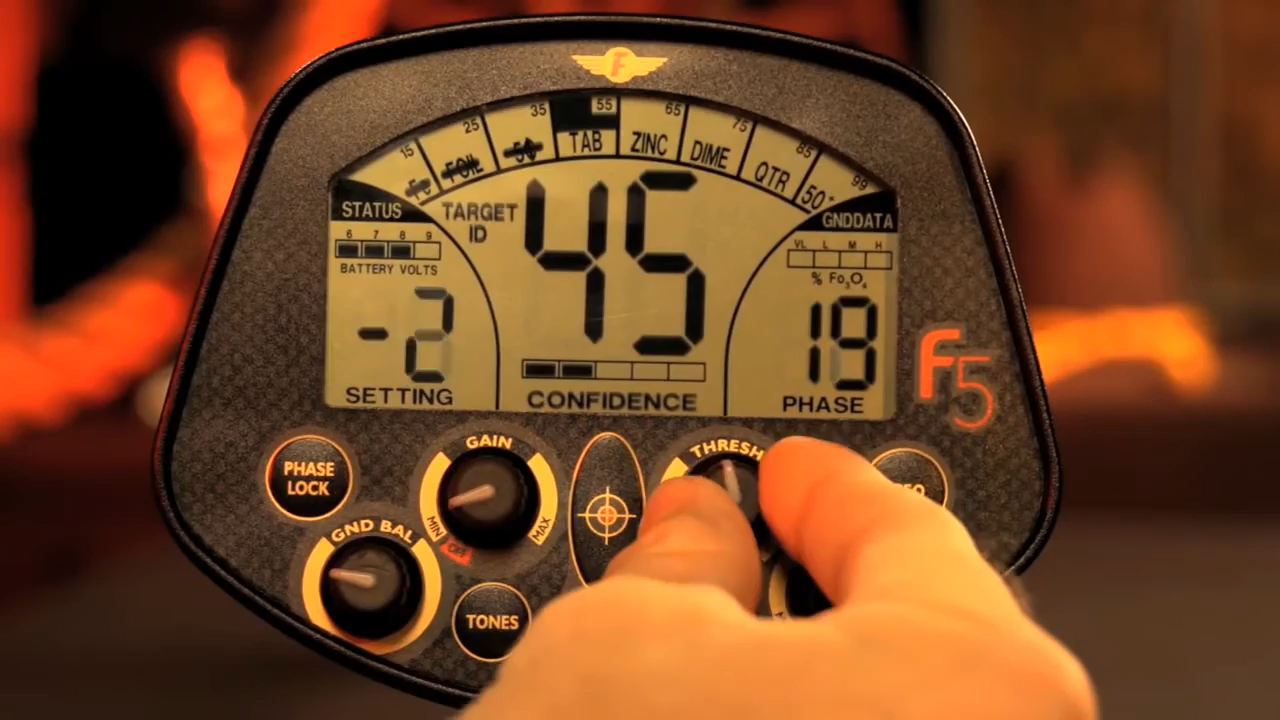 F
15 25 35 55 65 75 85 99
Fe FOIL 5¢ TAB ZINC DIME QTR 50¢
STATUS
TARGET ID
45
GNDDATA
6 7 8 9
BATTERY VOLTS
VL L M H
% Fe3O4
-2
18
SETTING
CONFIDENCE
PHASE
F5
PHASE LOCK
GAIN
MIN
MAX
OFF
THRESH
GND BAL
TONES